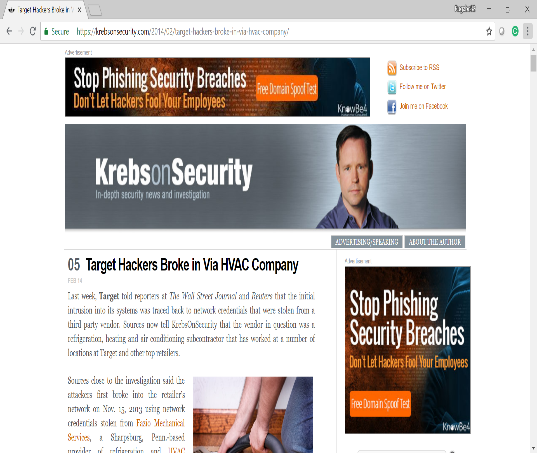 Target Hackers Broke in V
Secure https://krebsonsecurity.com/2014/02/target-hackers-broke-in-via-hvac-company/
Advertisement
Stop Phishing Security Breaches
Don't Let Hackers Fool Your Employees
Free Domain Spoof Test
KnowBe4
Subscribe to RSS
Follow me on Twitter
Join me on Facebook
KrebsonSecurity
In-depth security news and investigation
ADVERTISING/SPEAKING
ABOUT THE AUTHOR
05 Target Hackers Broke in Via HVAC Company
FEB 14
Last week, Target told reporters at The Wall Street Journal and Reuters that the initial
intrusion into its systems was traced back to network credentials that were stolen from a
third party vendor. Sources now tell KrebsOnSecurity that the vendor in question was a
refrigeration, heating and air conditioning subcontractor that has worked at a number of
locations at Target and other top retailers.
Sources close to the investigation said the
attackers first broke into the retailer's
network on Nov. 15, 2013 using network
credentials stolen from Fazio Mechanical
Services, a Sharpsburg, Penn.-based
provider of refrigeration and HVAC
Advertisement
Stop Phishing
Security Breaches
Don't Let Hackers Fool Your Employees
Free Domain Spoof Test
KnowBe4